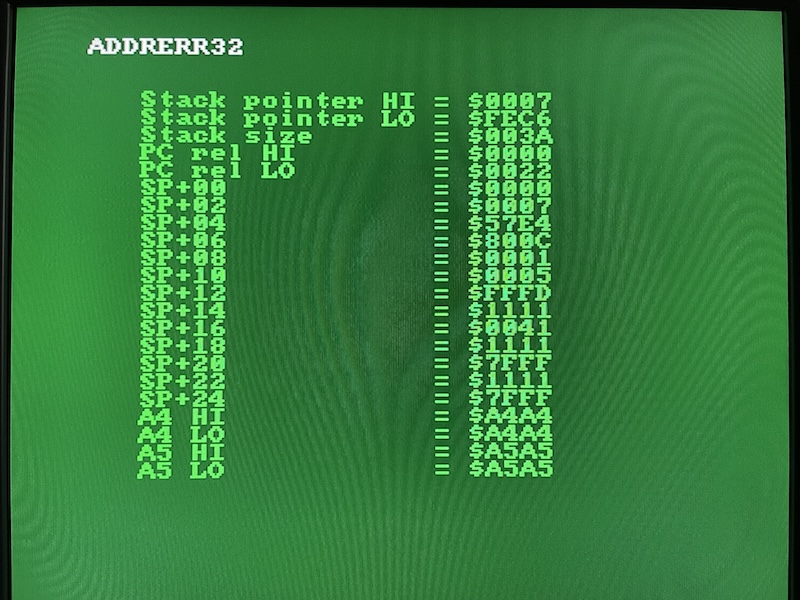 ADDRERR32
Stack pointer HI = $0007
Stack pointer LO = $FEC6
Stack size = $003A
PC rel HI = $0000
PC rel LO = $0022
SP+00 = $0000
SP+02 = $0007
SP+04 = $57E4
SP+06 = $800C
SP+08 = $0001
SP+10 = $0005
SP+12 = $FFFD
SP+14 = $1111
SP+16 = $0041
SP+18 = $1111
SP+20 = $7FFF
SP+22 = $1111
SP+24 = $7FFF
A4 HI = $A4A4
A4 LO = $A4A4
A5 HI = $A5A5
A5 LO = $A5A5